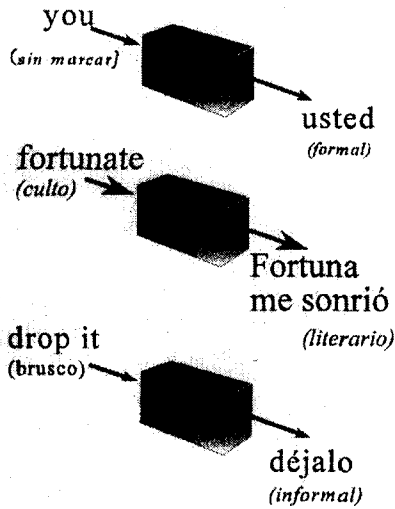 you
(sin marcar)
usted
(formal)
fortunate
(culto)
Fortuna
me sonrió
(literario)
drop it
(brusco)
déjalo
(informal)